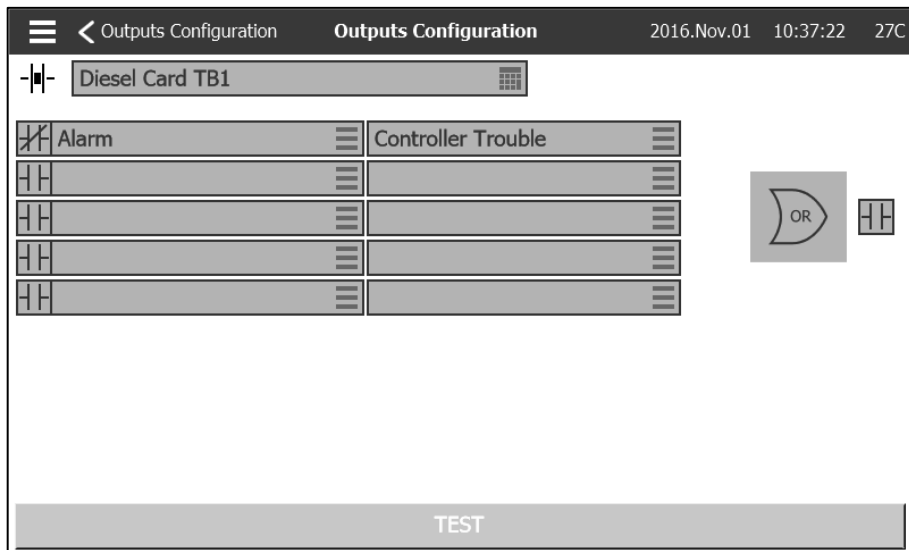 Outputs Configuration Outputs Configuration 2016.Nov.01 10:37:22 27C
Diesel Card TB1
Alarm Controller Trouble
OR
TEST